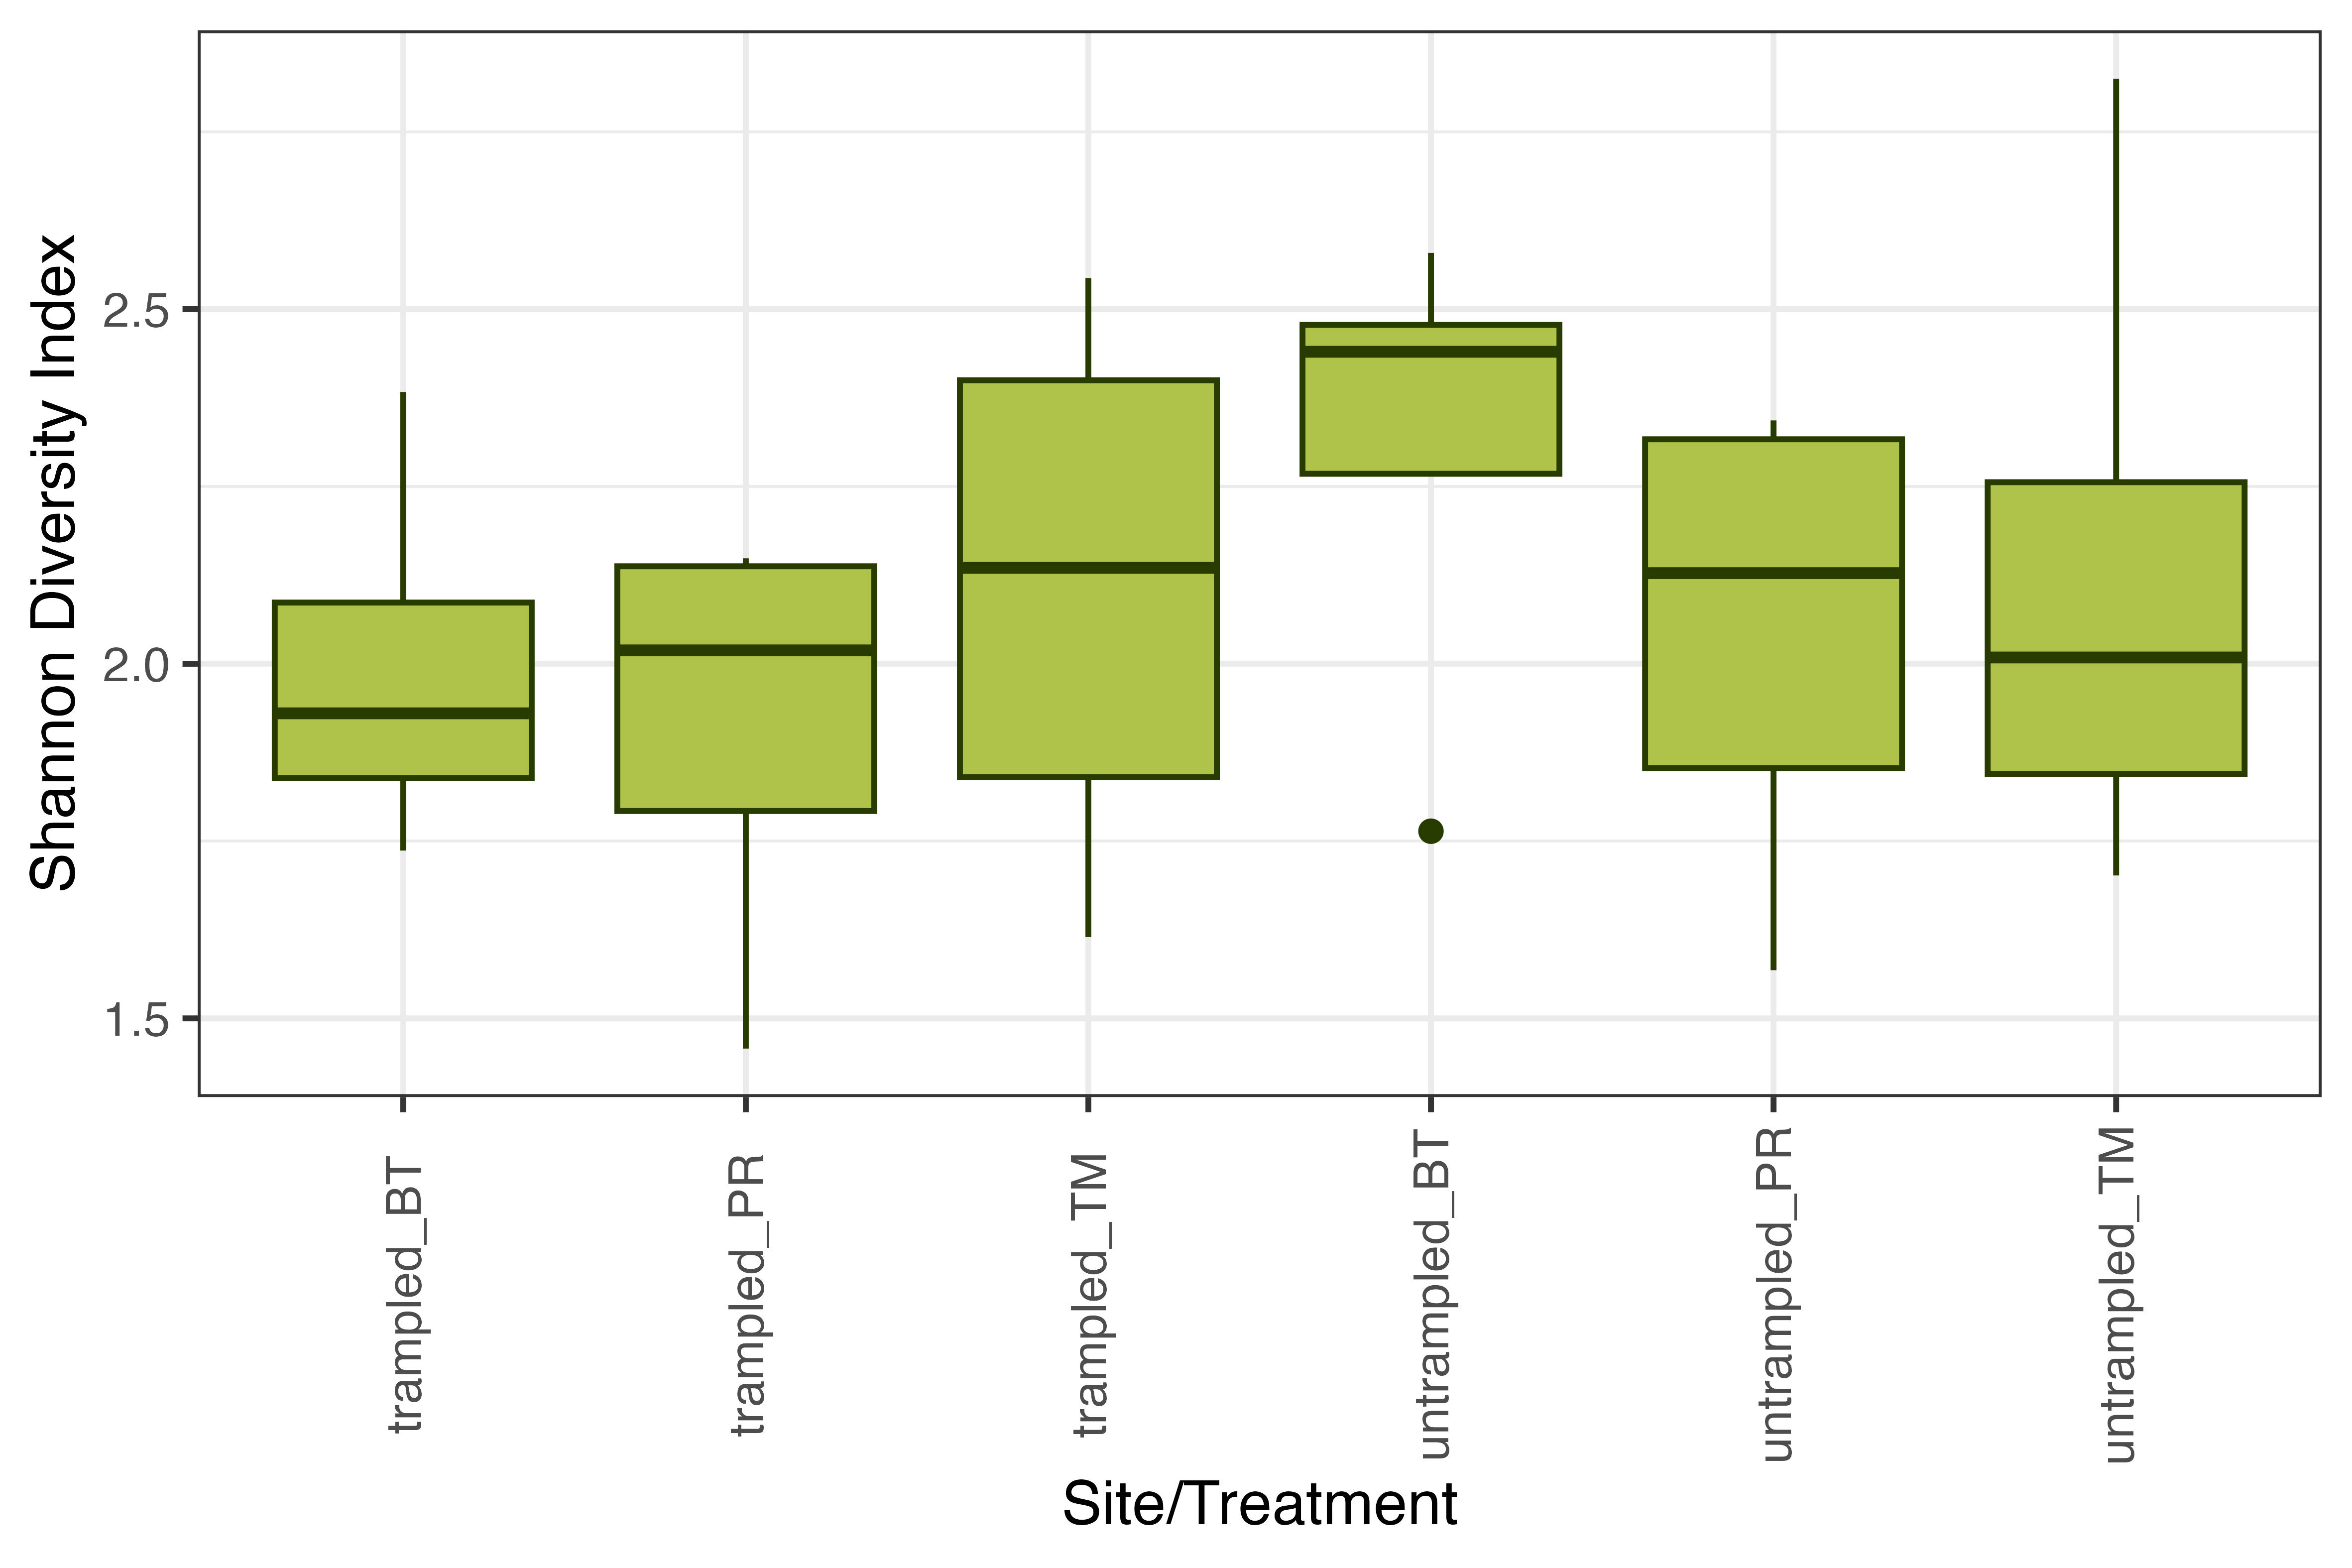 Shannon Diversity Index
2.5
2.0
1.5
trampled_BT
trampled_PR
trampled_TM
untrampled_BT
untrampled_PR
untrampled_TM
Site/Treatment